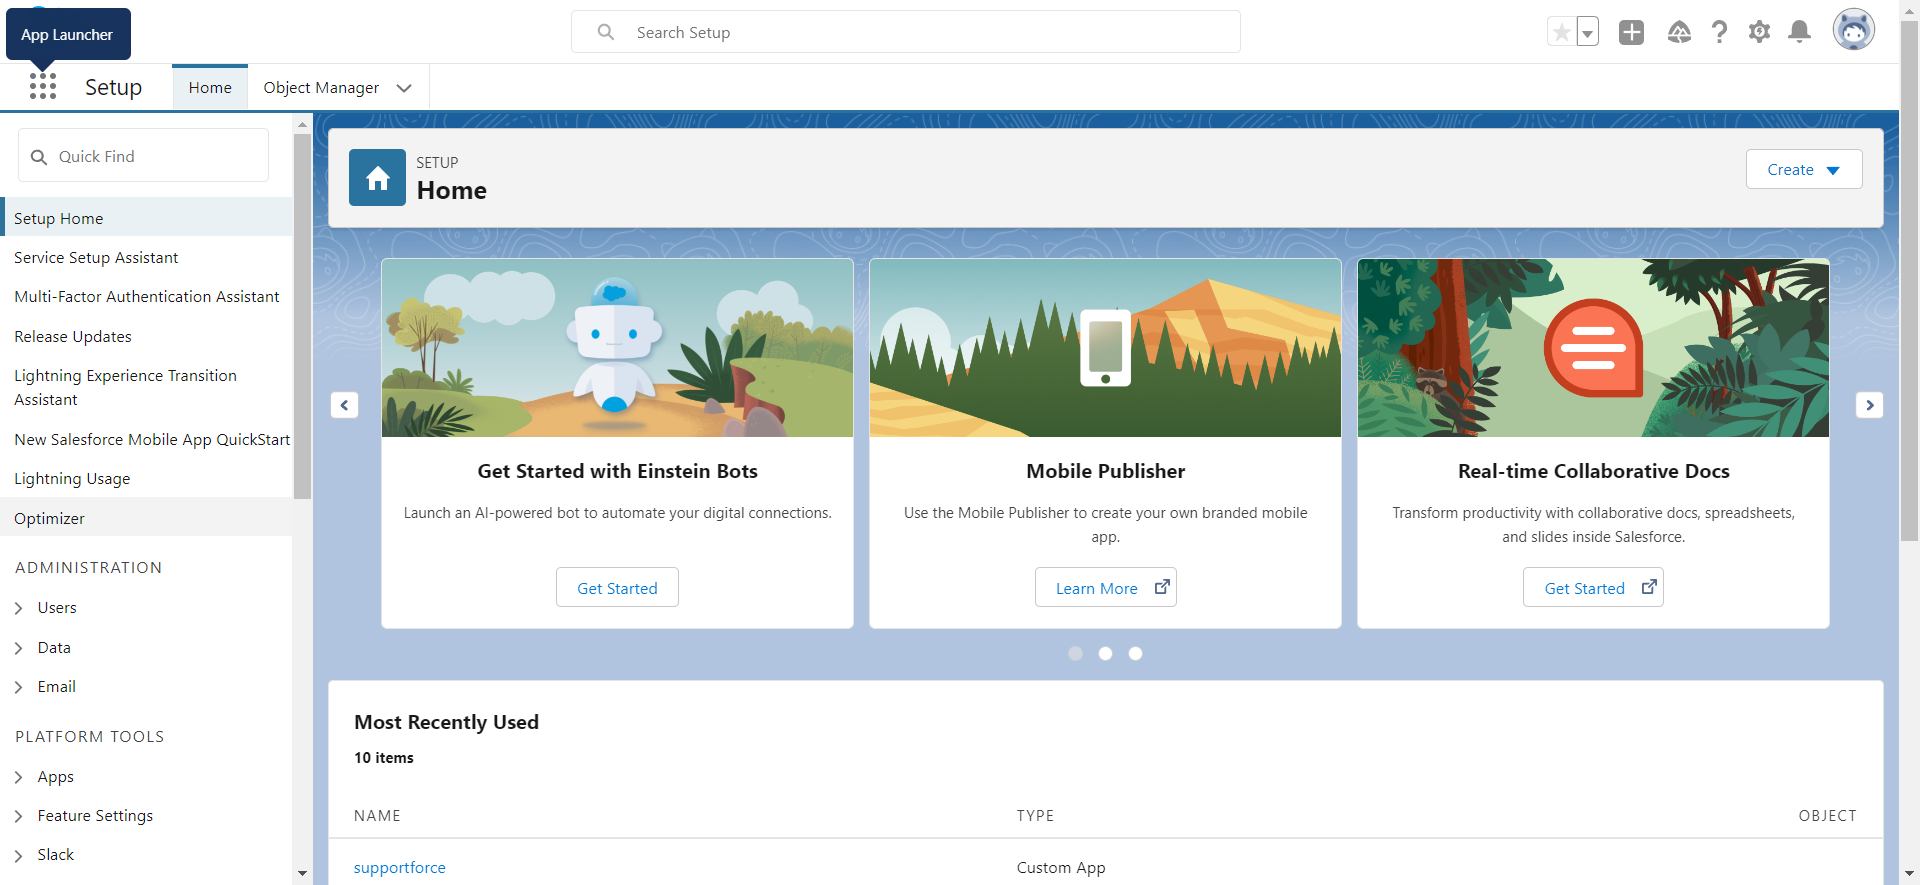 App Launcher
Search Setup
Setup
Home
Object Manager
Quick Find
Setup Home
Service Setup Assistant
Multi-Factor Authentication Assistant
Release Updates
Lightning Experience Transition
Assistant
New Salesforce Mobile App QuickStart
Lightning Usage
Optimizer
ADMINISTRATION
Users
Data
Email
PLATFORM TOOLS
Apps
Feature Settings
Slack
SETUP
Home
Create
Get Started with Einstein Bots
Launch an AI-powered bot to automate your digital connections.
Get Started
Mobile Publisher
Use the Mobile Publisher to create your own branded mobile
app.
Learn More
Real-time Collaborative Docs
Transform productivity with collaborative docs, spreadsheets,
and slides inside Salesforce.
Get Started
Most Recently Used
10 items
NAME
TYPE
OBJECT
supportforce
Custom App